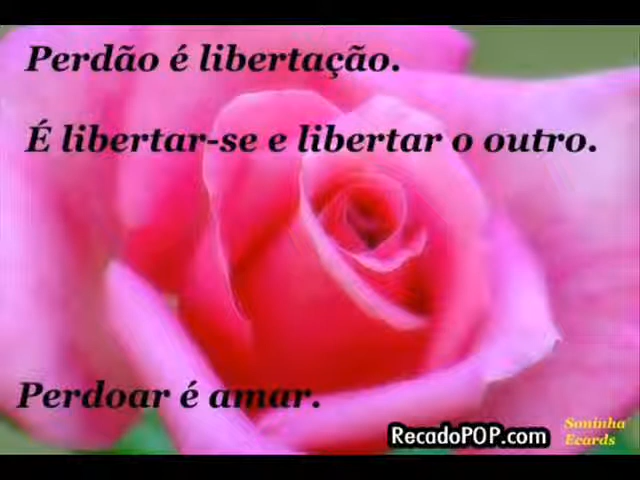 Perdão é libertação.
É libertar-se e libertar o outro.
Perdoar é amar.
RecadoPOP.com
Soninha
Ecards